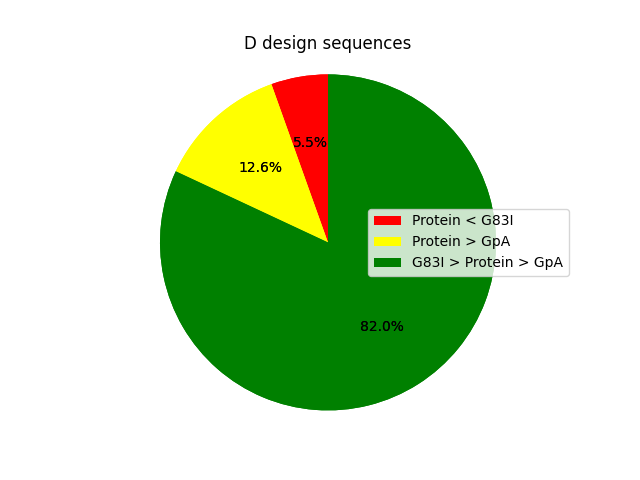 D design sequences
5.5%
12.6%
Protein < G83I
Protein > GpA
G83I > Protein > GpA
82.0%